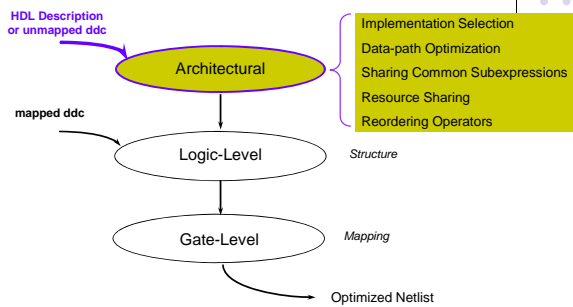 HDL Description
or unmapped ddc
Architectural
Implementation Selection
Data-path Optimization
Sharing Common Subexpressions
Resource Sharing
Reordering Operators
mapped ddc
Logic-Level
Structure
Gate-Level
Mapping
Optimized Netlist